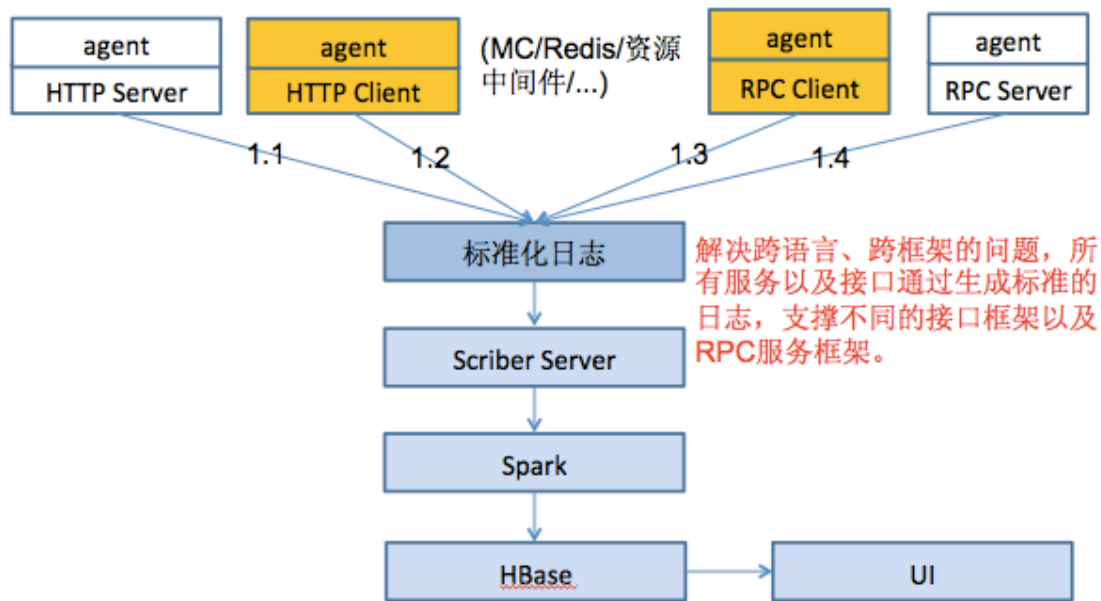 agent
HTTP Server
agent
HTTP Client
(MC/Redis/资源
中间件/...)
agent
RPC Client
agent
RPC Server
1.1
1.2
1.3
1.4
标准化日志
解决跨语言、跨框架的问题，所
有服务以及接口通过生成标准的
日志，支撑不同的接口框架以及
RPC服务框架。
Scriber Server
Spark
HBase
UI